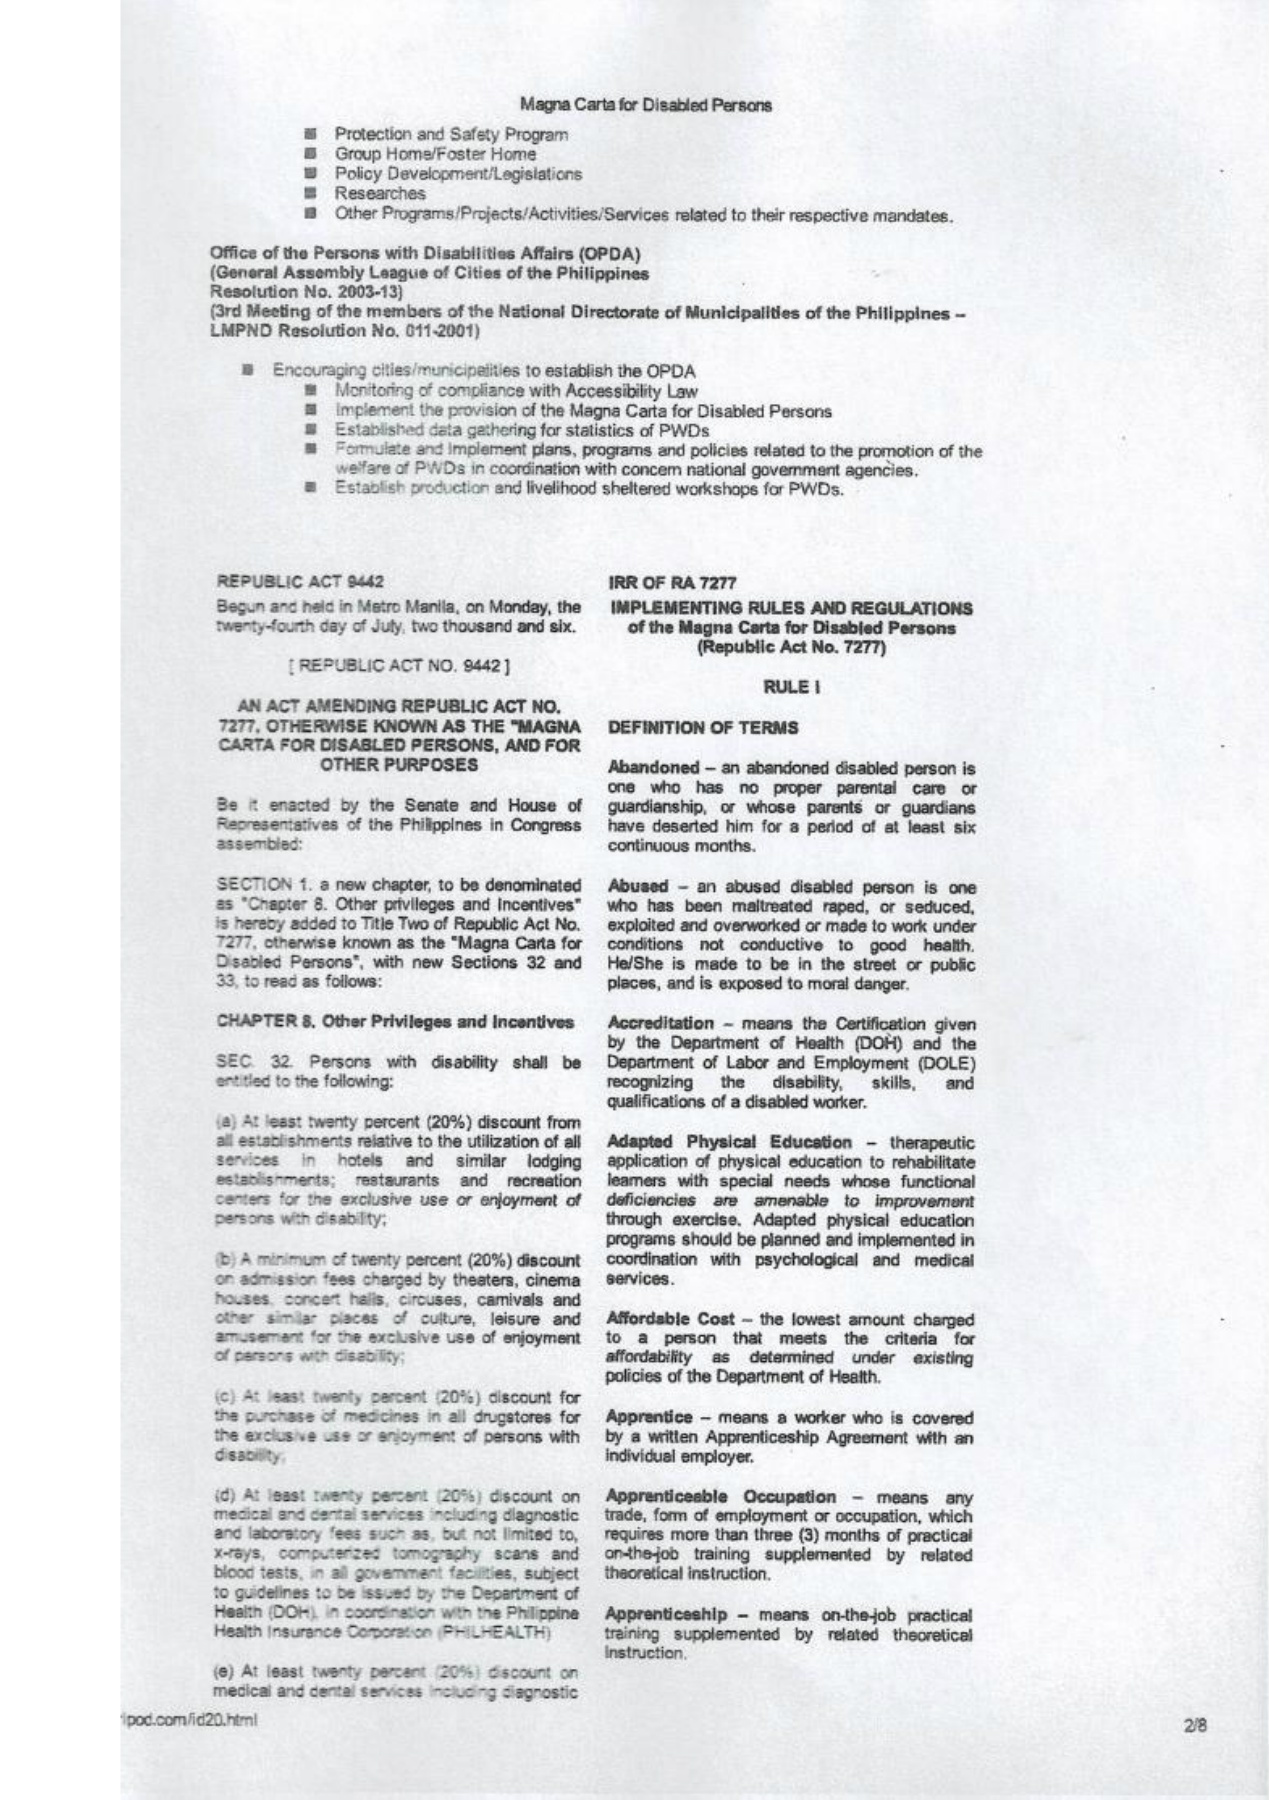 Magna Carta for Disabled Persons
Protection and Safety Program
Group Home/Foster Home
Policy Development/Legislations
Researches
Other Programs/Projects/Activities/Services related to their respective mandates.
Office of the Persons with Disabilities Affairs (OPDA)
(General Assembly League of Cities of the Philippines
Resolution No. 2003-13)
(3rd Meeting of the members of the National Directorate of Municipalities of the Philippines –
LMPND Resolution No. 011-2001)
Encouraging cities/municipalities to establish the OPDA
Monitoring of compliance with Accessibility Law
Implement the provision of the Magna Carta for Disabled Persons
Established data gathering for statistics of PWDs
Formulate and Implement plans, programs and policies related to the promotion of the
welfare of PWDs in coordination with concern national government agencies.
Establish production and livelihood sheltered workshops for PWDs.
REPUBLIC ACT 9442
Begun and held in Metro Manila, on Monday, the
twenty-fourth day of July, two thousand and six.
[ REPUBLIC ACT NO. 9442 ]
AN ACT AMENDING REPUBLIC ACT NO.
7277, OTHERWISE KNOWN AS THE "MAGNA
CARTA FOR DISABLED PERSONS, AND FOR
OTHER PURPOSES
Be it enacted by the Senate and House of
Representatives of the Philippines in Congress
assembled:
SECTION 1. a new chapter, to be denominated
as "Chapter 8. Other privileges and Incentives"
is hereby added to Title Two of Republic Act No.
7277, otherwise known as the "Magna Carta for
Disabled Persons", with new Sections 32 and
33, to read as follows:
CHAPTER 8. Other Privileges and Incentives
SEC. 32. Persons with disability shall be
entitled to the following:
(a) At least twenty percent (20%) discount from
all establishments relative to the utilization of all
services in hotels and similar lodging
establishments; restaurants and recreation
centers for the exclusive use or enjoyment of
persons with disability;
(b) A minimum of twenty percent (20%) discount
on admission fees charged by theaters, cinema
houses, concert halls, circuses, carnivals and
other similar places of culture, leisure and
amusement for the exclusive use of enjoyment
of persons with disability;
(c) At least twenty percent (20%) discount for
the purchase of medicines in all drugstores for
the exclusive use or enjoyment of persons with
disability;
(d) At least twenty percent (20%) discount on
medical and dental services including diagnostic
and laboratory fees such as, but not limited to,
x-rays, computerized tomography scans and
blood tests, in all government facilities, subject
to guidelines to be issued by the Department of
Health (DOH), in coordination with the Philippine
Health Insurance Corporation (PHILHEALTH)
(e) At least twenty percent (20%) discount on
medical and dental services including diagnostic
IRR OF RA 7277
IMPLEMENTING RULES AND REGULATIONS
of the Magna Carta for Disabled Persons
(Republic Act No. 7277)
RULE I
DEFINITION OF TERMS
Abandoned – an abandoned disabled person is
one who has no proper parental care or
guardianship, or whose parents or guardians
have deserted him for a period of at least six
continuous months.
Abused – an abused disabled person is one
who has been maltreated raped, or seduced,
exploited and overworked or made to work under
conditions not conductive to good health.
He/She is made to be in the street or public
places, and is exposed to moral danger.
Accreditation – means the Certification given
by the Department of Health (DOH) and the
Department of Labor and Employment (DOLE)
recognizing the disability, skills, and
qualifications of a disabled worker.
Adapted Physical Education – therapeutic
application of physical education to rehabilitate
learners with special needs whose functional
deficiencies are amenable to improvement
through exercise. Adapted physical education
programs should be planned and implemented in
coordination with psychological and medical
services.
Affordable Cost – the lowest amount charged
to a person that meets the criteria for
affordability as determined under existing
policies of the Department of Health.
Apprentice – means a worker who is covered
by a written Apprenticeship Agreement with an
individual employer.
Apprenticeable Occupation – means any
trade, form of employment or occupation, which
requires more than three (3) months of practical
on-the-job training supplemented by related
theoretical instruction.
Apprenticeship – means on-the-job practical
training supplemented by related theoretical
instruction.
ipod.com/id20.html
2/8